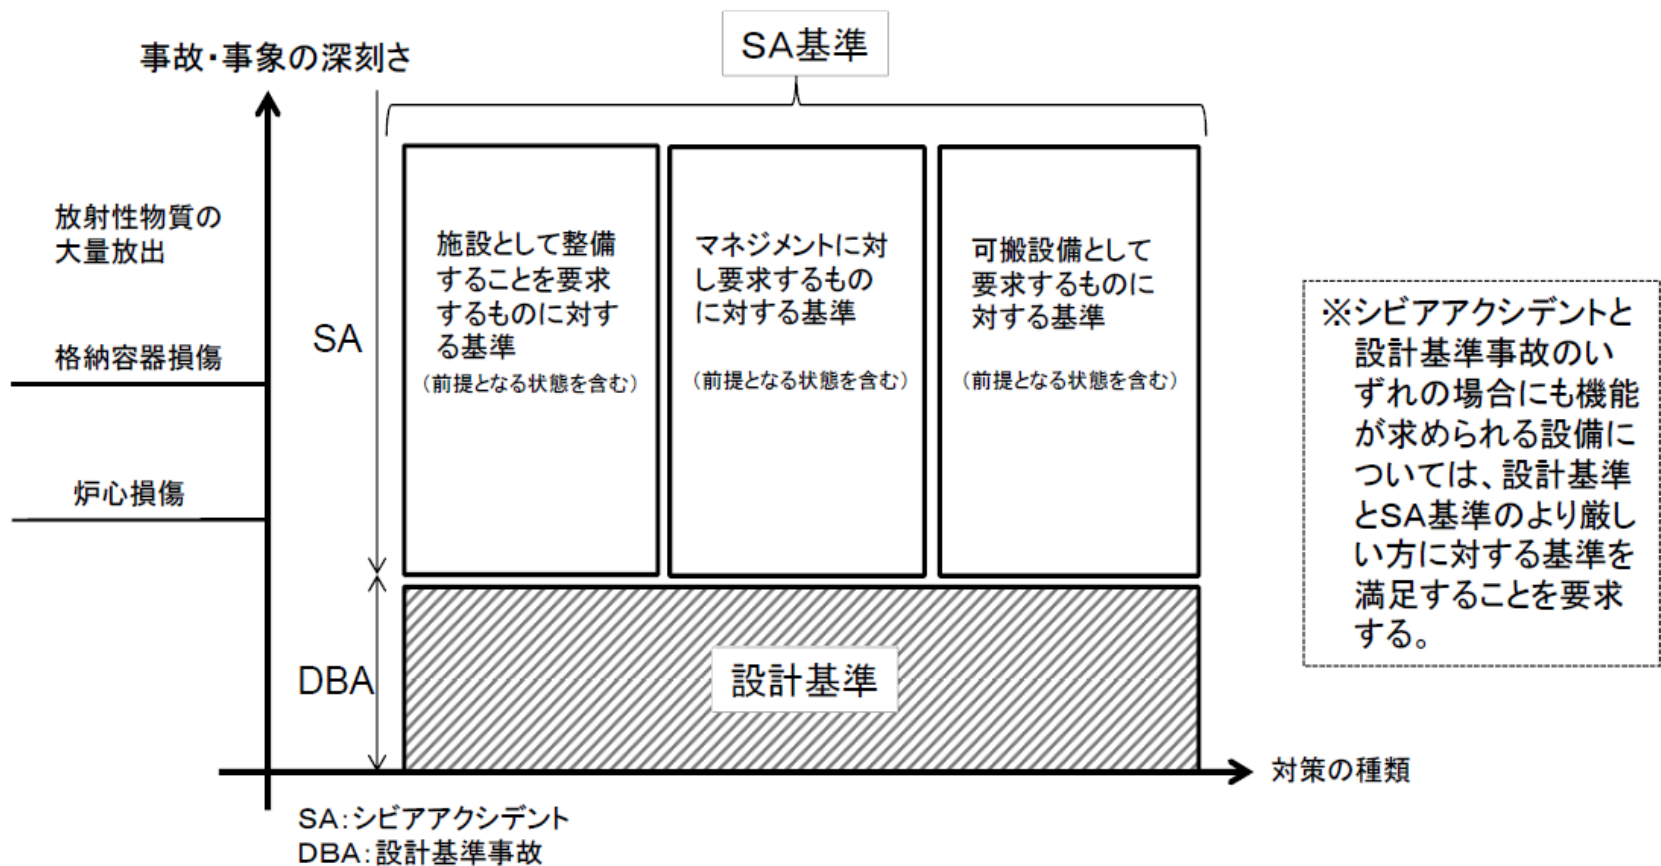 SA基準
事故・事象の深刻さ
放射性物質の
大量放出
格納容器損傷
炉心損傷
SA
DBA
施設として整備
することを要求
するものに対す
る基準
（前提となる状態を含む）
マネジメントに対
し要求するもの
に対する基準
（前提となる状態を含む）
可搬設備として
要求するものに
対する基準
（前提となる状態を含む）
設計基準
対策の種類
※シビアアクシデントと
設計基準事故のい
ずれの場合にも機能
が求められる設備に
ついては、設計基準
とSA基準のより厳し
い方に対する基準を
満足することを要求
する。
SA：シビアアクシデント
DBA：設計基準事故